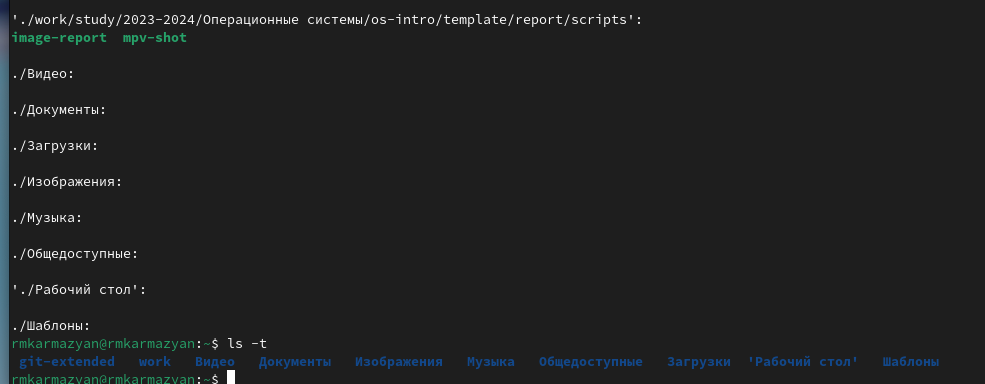 './work/study/2023-2024/Операционные системы/os-intro/template/report/scripts':
image-report  mpv-shot
./Видео:
./Документы:
./Загрузки:
./Изображения:
./Музыка:
./Общедоступные:
'./Рабочий стол':
./Шаблоны:
rmkarmazyan@rmkarmazyan:~$ ls -t
git-extended  work  Видео  Документы  Изображения  Музыка  Общедоступные  Загрузки  'Рабочий стол'  Шаблоны
rmkarmazyan@rmkarmazyan:~$